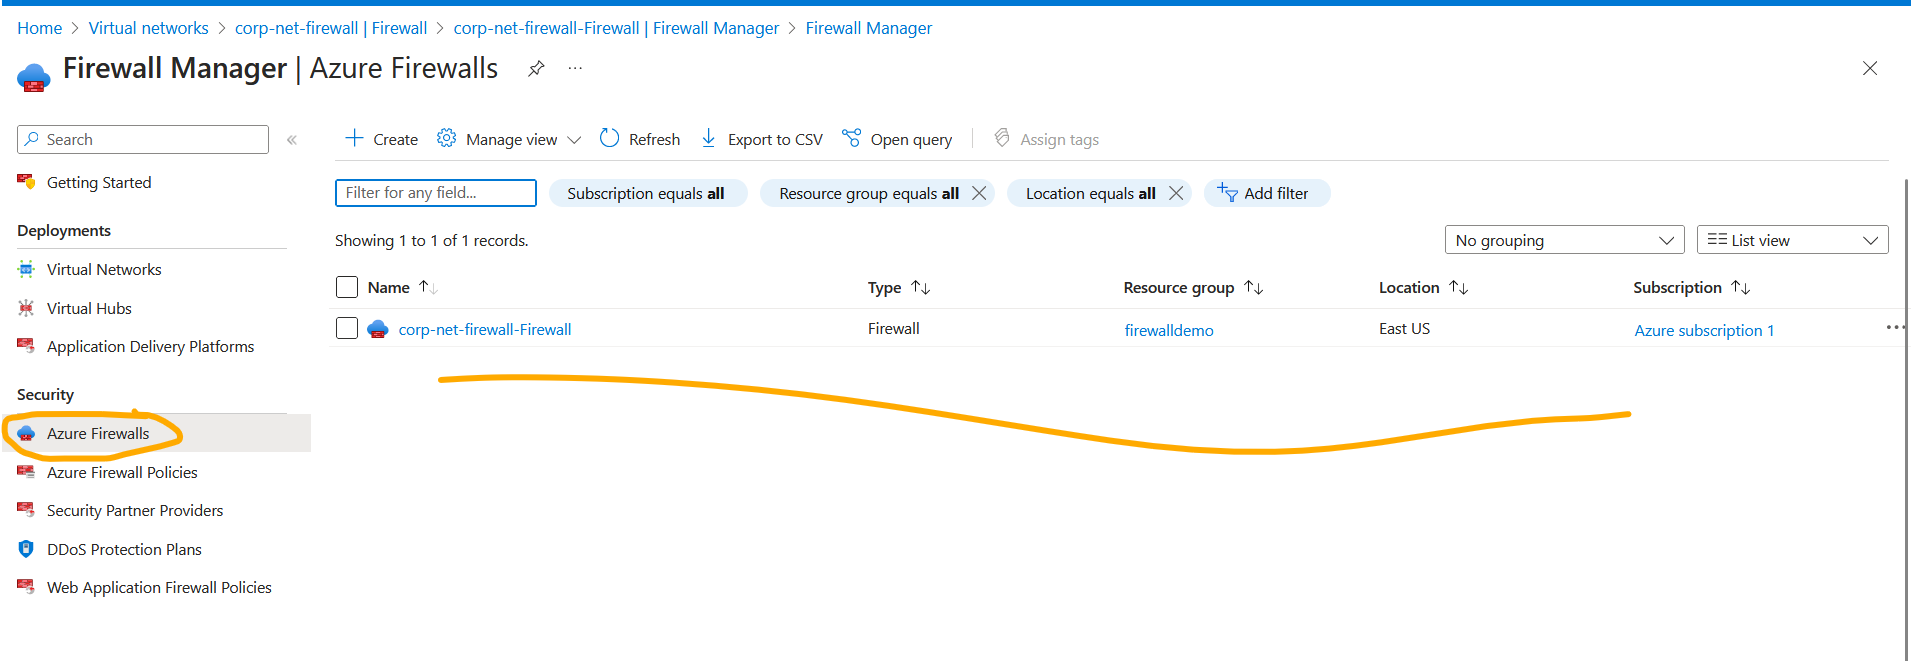 Home > Virtual networks > corp-net-firewall | Firewall > corp-net-firewall-Firewall | Firewall Manager > Firewall Manager
Firewall Manager | Azure Firewalls ...
Search «
Create Manage view Refresh Export to CSV Open query Assign tags
Getting Started
Filter for any field... Subscription equals all Resource group equals all Location equals all Add filter
Deployments
Showing 1 to 1 of 1 records. No grouping List view
Virtual Networks
Name ↑↓ Type ↑↓ Resource group ↑↓ Location ↑↓ Subscription ↑↓
Virtual Hubs
corp-net-firewall-Firewall Firewall firewalldemo East US Azure subscription 1 ...
Application Delivery Platforms
Security
Azure Firewalls
Azure Firewall Policies
Security Partner Providers
DDoS Protection Plans
Web Application Firewall Policies